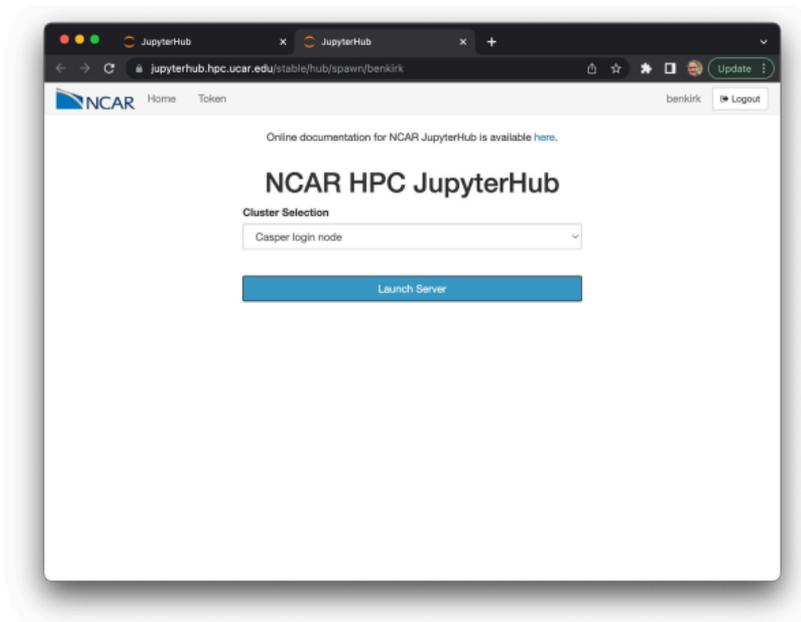 JupyterHub
JupyterHub
jupyterhub.hpc.ucar.edu/stable/hub/spawn/benkirk
Update
NCAR
Home
Token
benkirk
Logout
Online documentation for NCAR JupyterHub is available here.
NCAR HPC JupyterHub
Cluster Selection
Casper login node
Launch Server